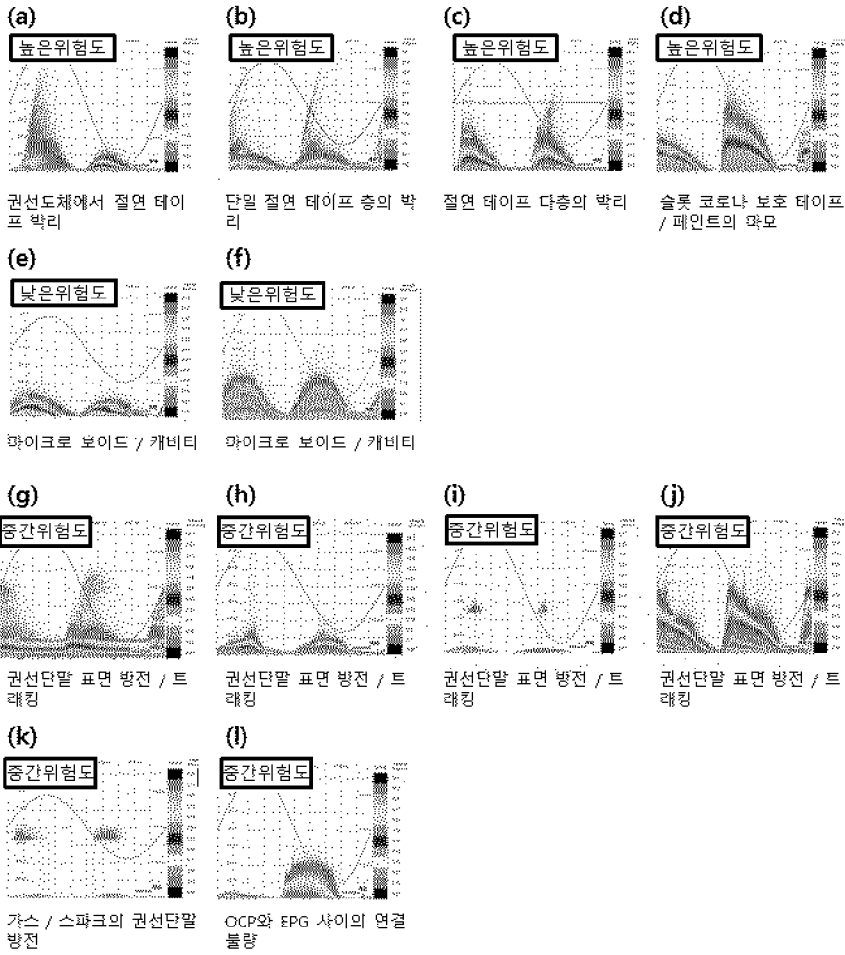 (a) (b) (c) (d)
높은위험도 높은위험도 높은위험도 높은위험도
권선도체에서 절연 테이
프 박리
단일 절연 테이프 층의 박
리
절연 테이프 다층의 박리
슬롯 코로나 보호 테이프
/ 페인트의 마모
(e) (f)
낮은위험도 낮은위험도
마이크로 보이드 / 캐비티 마이크로 보이드 / 캐비티
(g) (h) (i) (j)
중간위험도 중간위험도 중간위험도 중간위험도
권선단말 표면 방전 / 트
래킹
권선단말 표면 방전 / 트
래킹
권선단말 표면 방전 / 트
래킹
권선단말 표면 방전 / 트
래킹
(k) (l)
중간위험도 중간위험도
가스 / 스파크의 권선단말
방전
OCP와 EPG 사이의 연결
불량